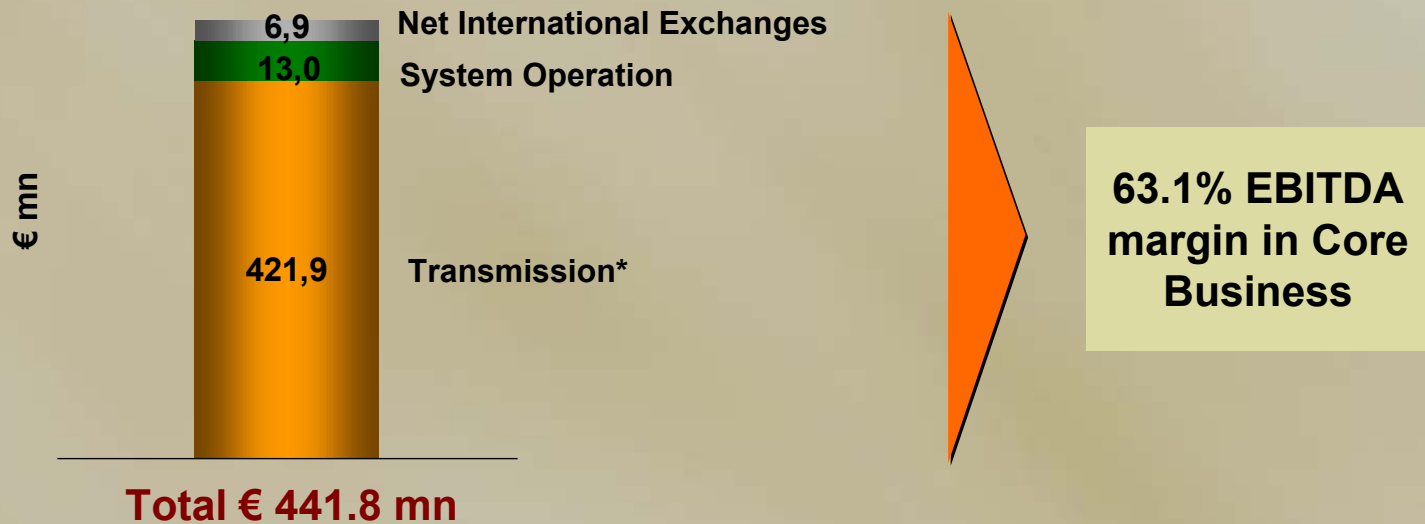 6,9
Net International Exchanges
13,0
System Operation
€ mn
421,9
Transmission*
Total € 441.8 mn
63.1% EBITDA
margin in Core
Business